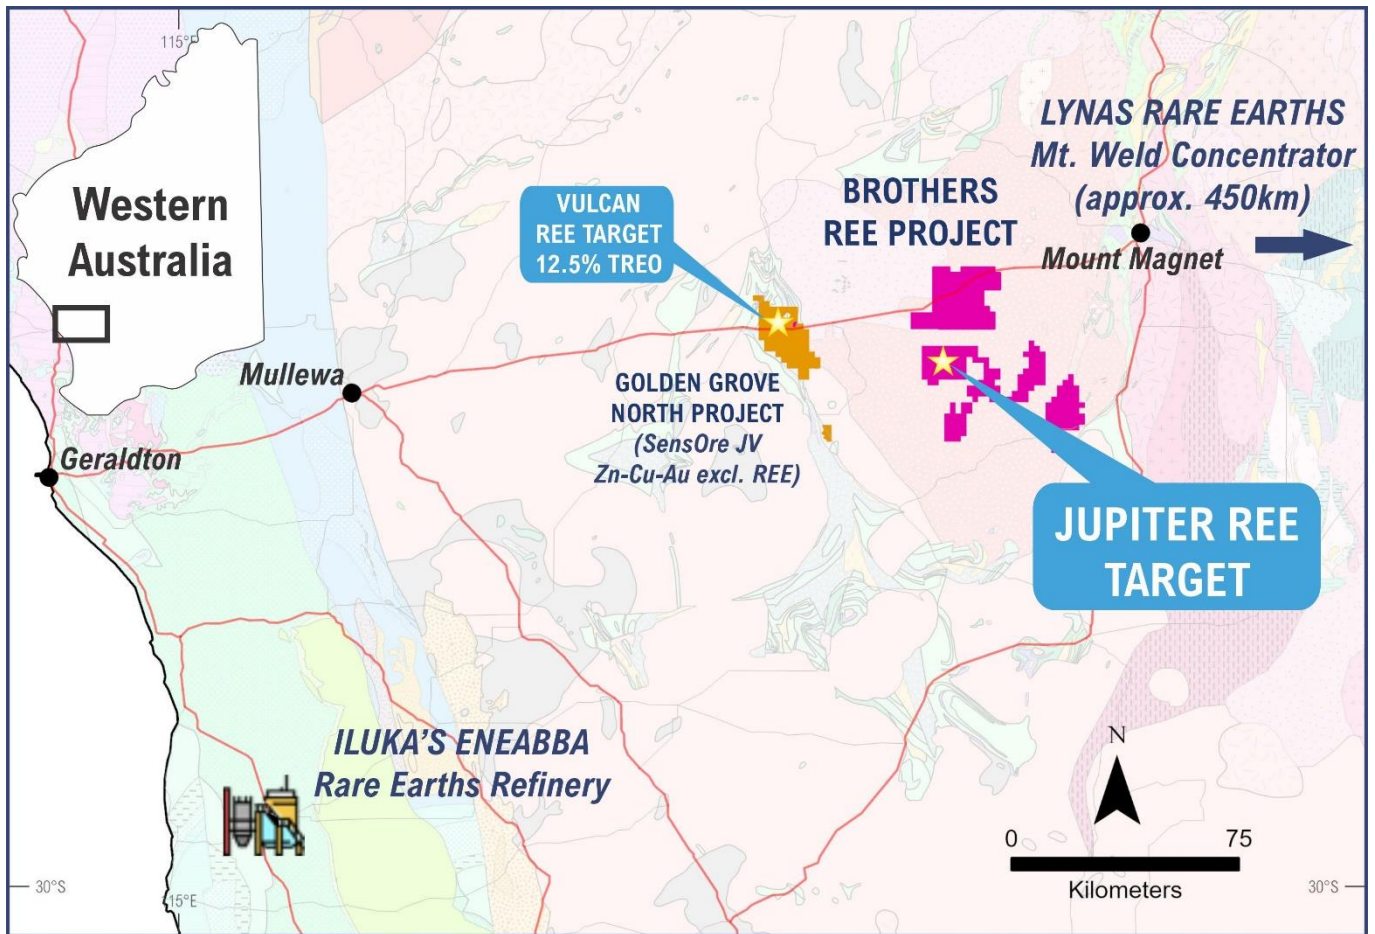 115°E
Western
Australia
LYNAS RARE EARTHS
Mt. Weld Concentrator
(approx. 450km)
VULCAN
REE TARGET
12.5% TREO
BROTHERS
REE PROJECT
Mount Magnet
Mullewa
GOLDEN GROVE
NORTH PROJECT
(SensOre JV
Zn-Cu-Au excl. REE)
Geraldton
JUPITER REE
TARGET
ILUKA'S ENEABBA
Rare Earths Refinery
N
0 75
Kilometers
30°S
15°E
30°S